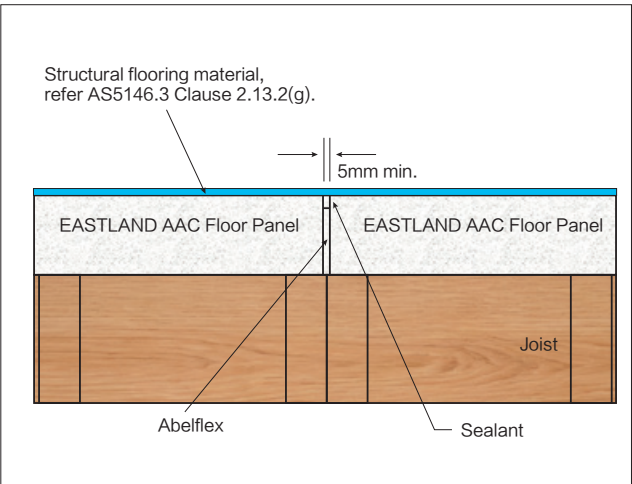 Structural flooring material,
refer AS5146.3 Clause 2.13.2(g).
5mm min.
EASTLAND AAC Floor Panel
EASTLAND AAC Floor Panel
Joist
Abelflex
Sealant